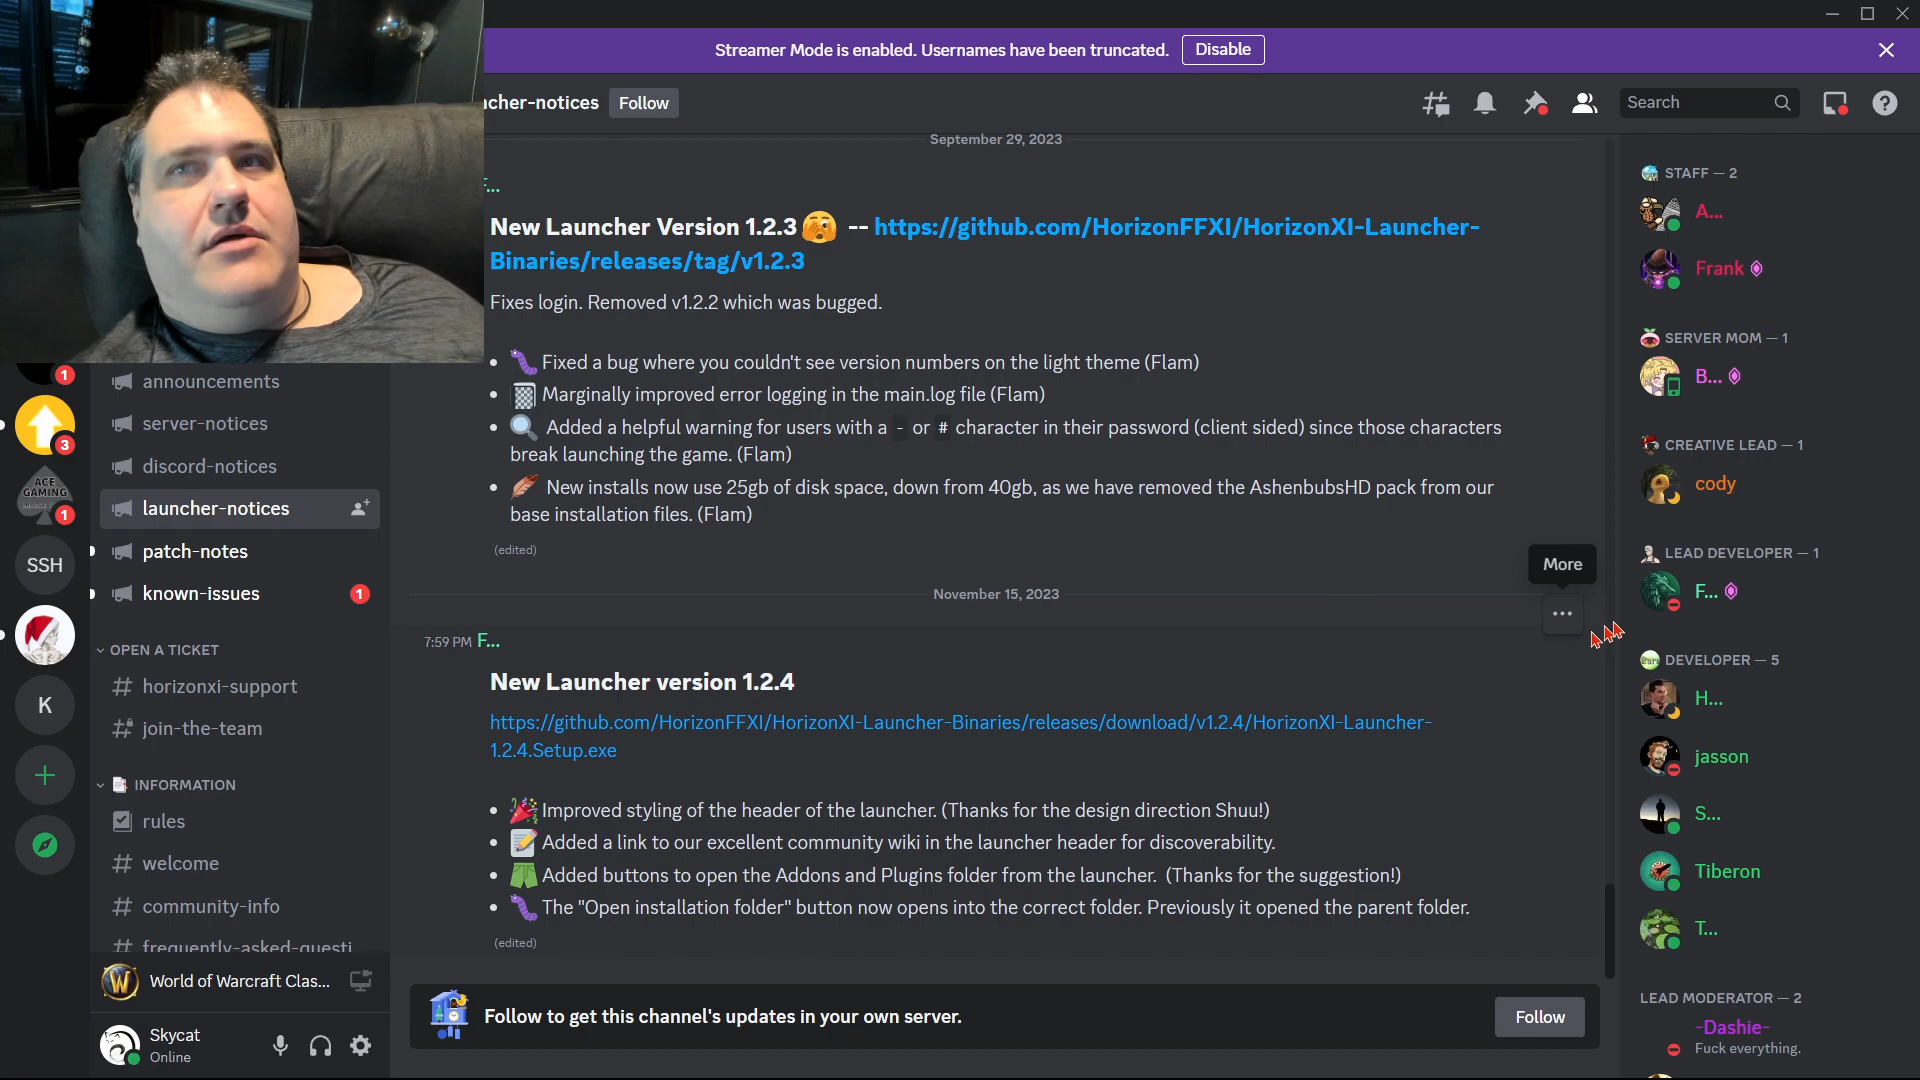 Streamer Mode is enabled. Usernames have been truncated. Disable
ncher-notices Follow
Search
September 29, 2023
F...
New Launcher Version 1.2.3 -- https://github.com/HorizonFFXI/HorizonXI-Launcher-
Binaries/releases/tag/v1.2.3
Fixes login. Removed v1.2.2 which was bugged.
• Fixed a bug where you couldn't see version numbers on the light theme (Flam)
• Marginally improved error logging in the main.log file (Flam)
• Added a helpful warning for users with a - or # character in their password (client sided) since those characters
break launching the game. (Flam)
• New installs now use 25gb of disk space, down from 40gb, as we have removed the AshenbubsHD pack from our
base installation files. (Flam)
(edited)
More
November 15, 2023
7:59 PM F...
New Launcher version 1.2.4
https://github.com/HorizonFFXI/HorizonXI-Launcher-Binaries/releases/download/v1.2.4/HorizonXI-Launcher-
1.2.4.Setup.exe
• Improved styling of the header of the launcher. (Thanks for the design direction Shuu!)
• Added a link to our excellent community wiki in the launcher header for discoverability.
• Added buttons to open the Addons and Plugins folder from the launcher. (Thanks for the suggestion!)
• The "Open installation folder" button now opens into the correct folder. Previously it opened the parent folder.
(edited)
Follow to get this channel's updates in your own server.
Follow
1
3
ACE
GAMING
1
SSH
K
announcements
server-notices
discord-notices
launcher-notices
patch-notes
known-issues 1
OPEN A TICKET
horizonxi-support
join-the-team
INFORMATION
rules
welcome
community-info
frequently-asked-questi
World of Warcraft Clas...
Skycat
Online
STAFF — 2
A...
Frank
SERVER MOM — 1
B...
CREATIVE LEAD — 1
cody
LEAD DEVELOPER — 1
F...
DEVELOPER — 5
H...
jasson
S...
Tiberon
T...
LEAD MODERATOR — 2
-Dashie-
Fuck everything.